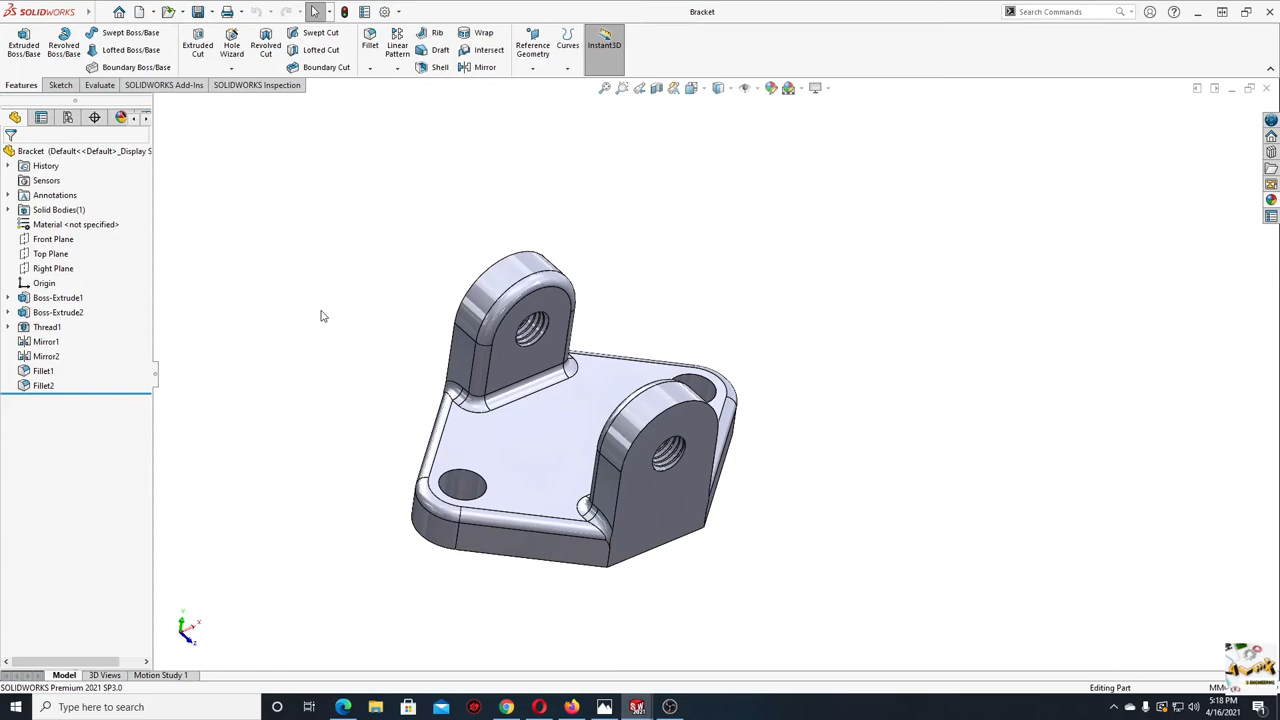 SOLIDWORKS
Bracket
Search Commands
Extruded Boss/Base
Revolved Boss/Base
Swept Boss/Base
Lofted Boss/Base
Boundary Boss/Base
Extruded Cut
Hole Wizard
Revolved Cut
Swept Cut
Lofted Cut
Boundary Cut
Fillet
Linear Pattern
Rib
Draft
Shell
Wrap
Intersect
Mirror
Reference Geometry
Curves
Instant3D
Features
Sketch
Evaluate
SOLIDWORKS Add-Ins
SOLIDWORKS Inspection
Bracket (Default<<Default>_Display S
History
Sensors
Annotations
Solid Bodies(1)
Material <not specified>
Front Plane
Top Plane
Right Plane
Origin
Boss-Extrude1
Boss-Extrude2
Thread1
Mirror1
Mirror2
Fillet1
Fillet2
Y
X
Z
Model
3D Views
Motion Study 1
SOLIDWORKS Premium 2021 SP3.0
Editing Part
Type here to search
5:18 PM
4/16/2021